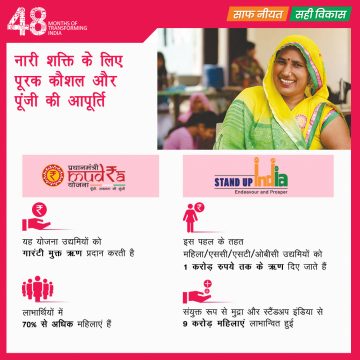 48 MONTHS OF
TRANSFORMING
INDIA
साफ नीयत सही विकास
नारी शक्ति के लिए
पूरक कौशल और
पूंजी की आपूर्ति
प्रधानमंत्री
mudra
योजना
STAND UP India
Endeavour and Prosper
यह योजना उद्यमियों को
गारंटी मुक्त ऋण प्रदान करती है
इस पहल के तहत
महिला/एससी/एसटी/ओबीसी उद्यमियों को
1 करोड़ रुपये तक के ऋण दिए जाते हैं
लाभार्थियों में
70% से अधिक महिलाएं हैं
संयुक्त रूप से मुद्रा और स्टैंडअप इंडिया से
9 करोड़ महिलाएं लाभान्वित हुई